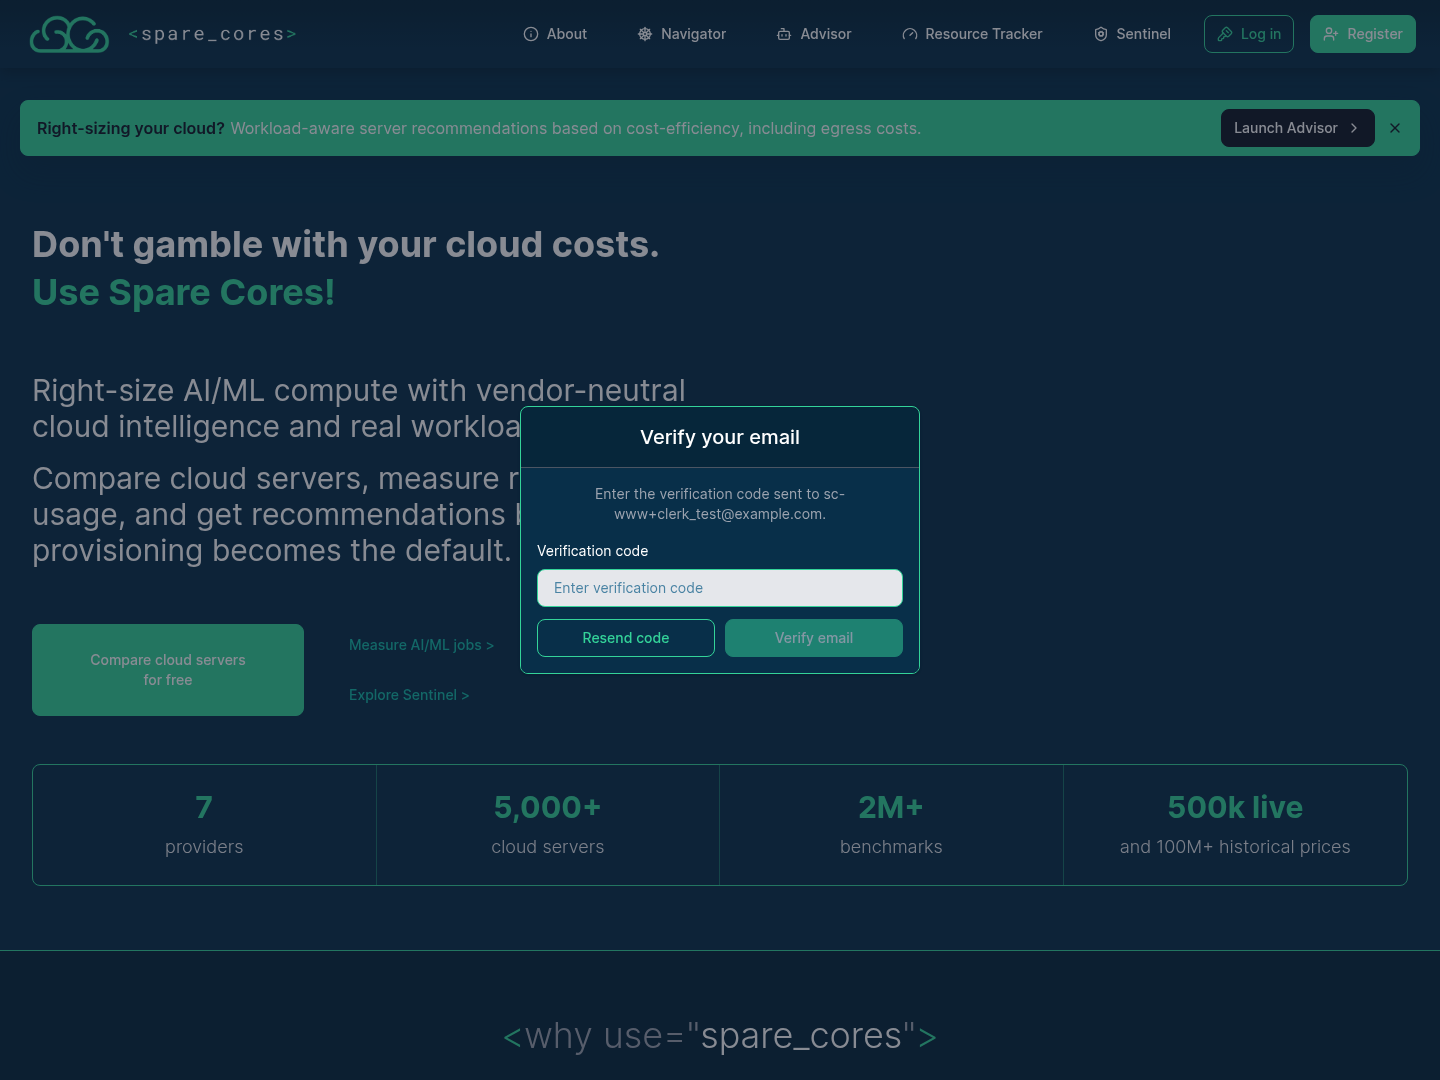 <spare_cores>
About
Navigator
Advisor
Resource Tracker
Sentinel
Log in
Register
Right-sizing your cloud? Workload-aware server recommendations based on cost-efficiency, including egress costs.
Launch Advisor
Don't gamble with your cloud costs.
Use Spare Cores!
Right-size AI/ML compute with vendor-neutral
cloud intelligence and real
Compare cloud servers, measure
usage, and get recommendations
provisioning becomes the default.
Compare cloud servers
for free
Measure AI/ML jobs >
Explore Sentinel >
Verify your email
Enter the verification code sent to sc-
www+clerk_test@example.com.
Verification code
Enter verification code
Resend code
Verify email
7
providers
5,000+
cloud servers
2M+
benchmarks
500k live
and 100M+ historical prices
<why use="spare_cores">